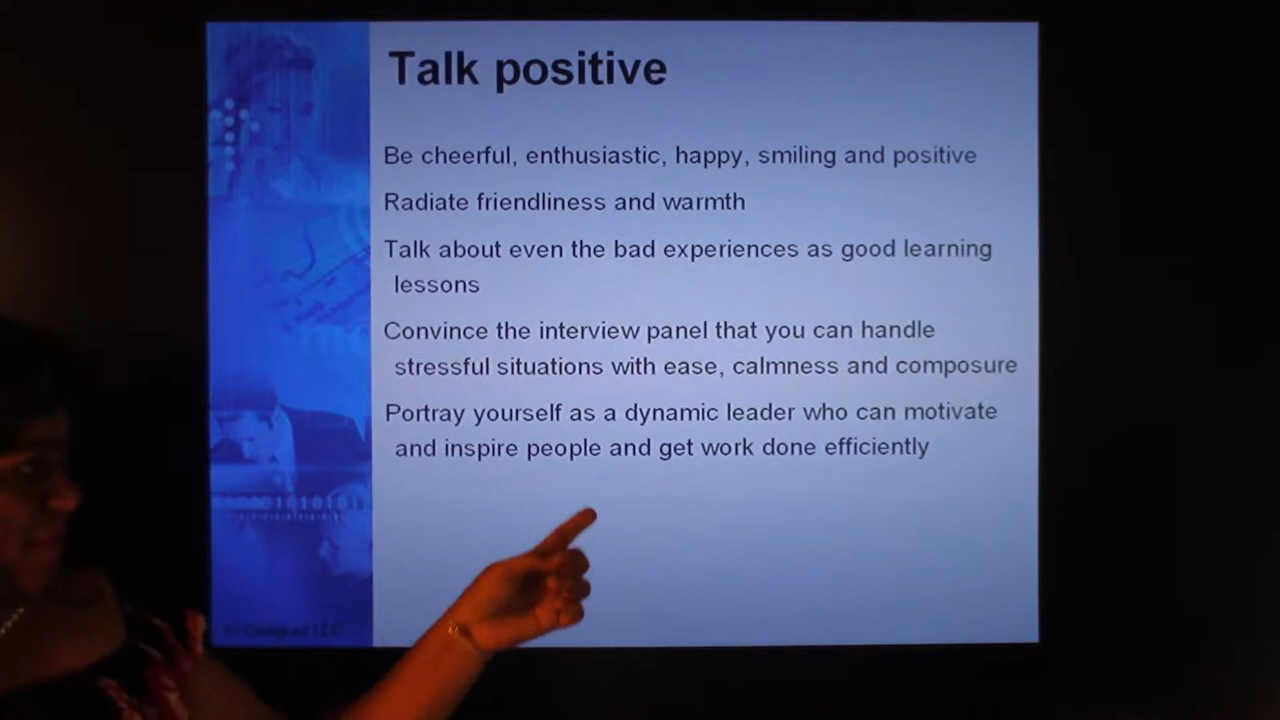 Talk positive
Be cheerful, enthusiastic, happy, smiling and positive
Radiate friendliness and warmth
Talk about even the bad experiences as good learning
lessons
Convince the interview panel that you can handle
stressful situations with ease, calmness and composure
Portray yourself as a dynamic leader who can motivate
and inspire people and get work done efficiently